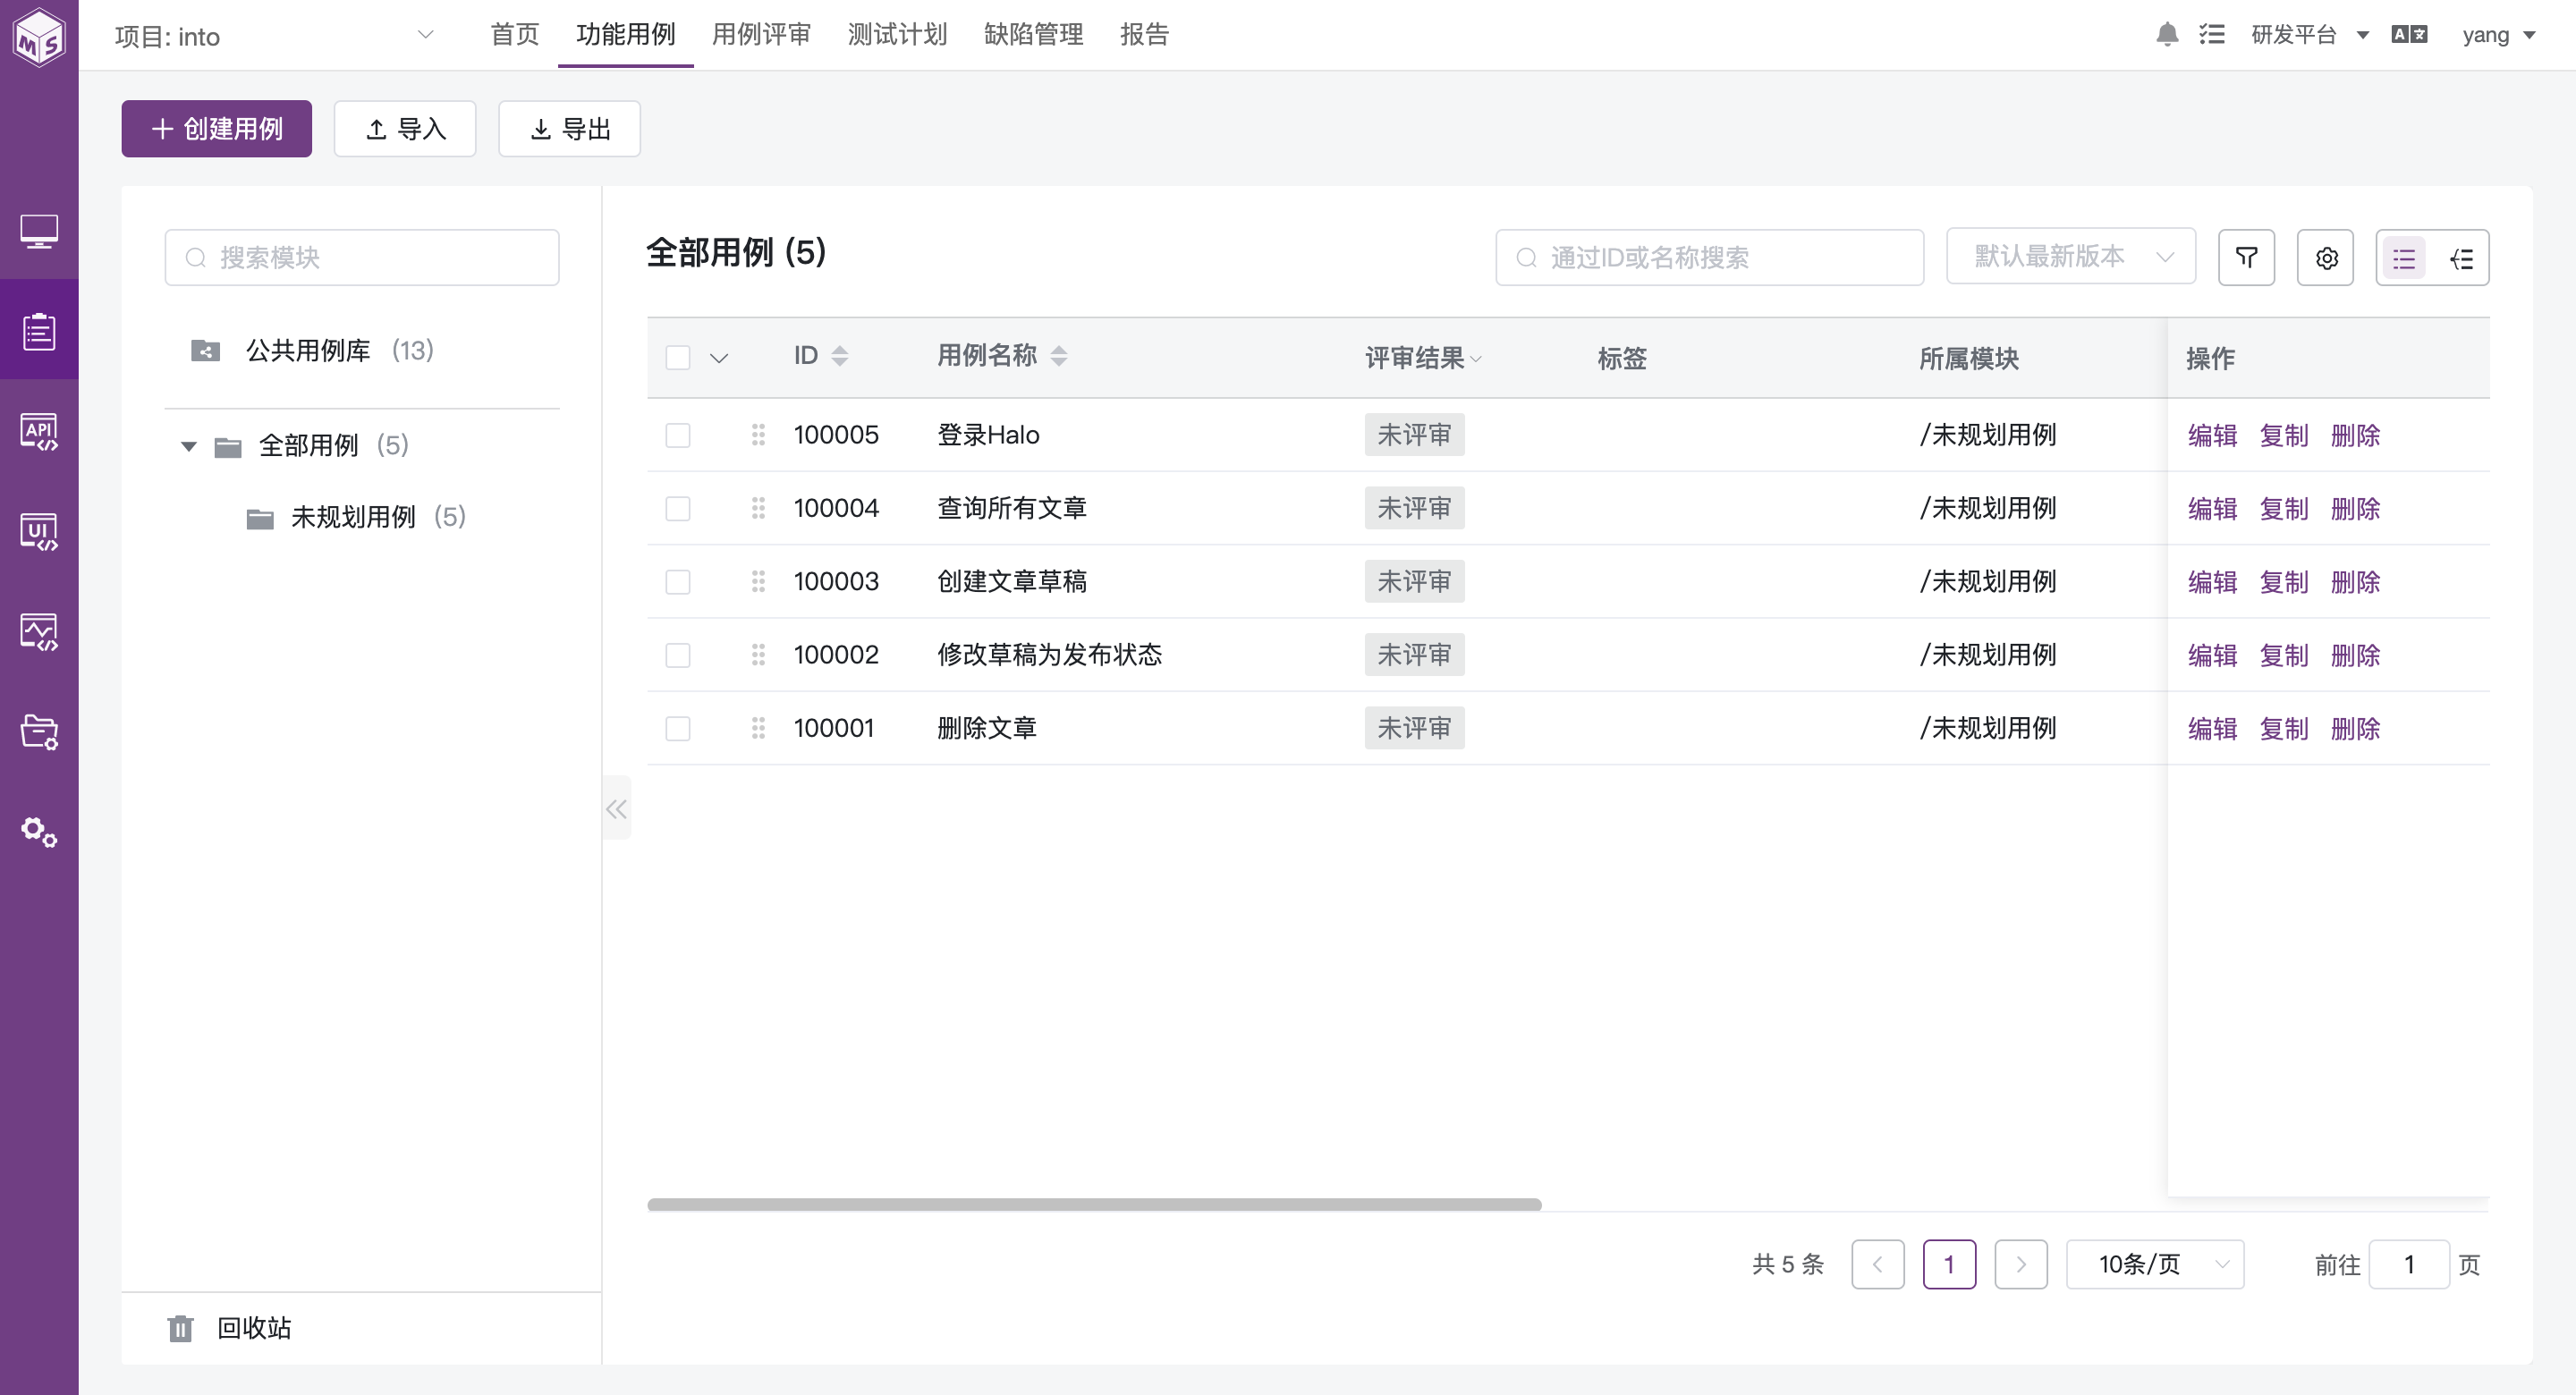 MS
项目: into
首页 功能用例 用例评审 测试计划 缺陷管理 报告
研发平台 yang
创建用例 导入 导出
搜索模块
公共用例库 (13)
全部用例 (5)
未规划用例 (5)
回收站
API
UI
全部用例 (5)
通过ID或名称搜索 默认最新版本
ID 用例名称 评审结果 标签 所属模块 操作
100005 登录Halo 未评审 /未规划用例 编辑 复制 删除
100004 查询所有文章 未评审 /未规划用例 编辑 复制 删除
100003 创建文章草稿 未评审 /未规划用例 编辑 复制 删除
100002 修改草稿为发布状态 未评审 /未规划用例 编辑 复制 删除
100001 删除文章 未评审 /未规划用例 编辑 复制 删除
共 5 条 1 10条/页 前往 1 页